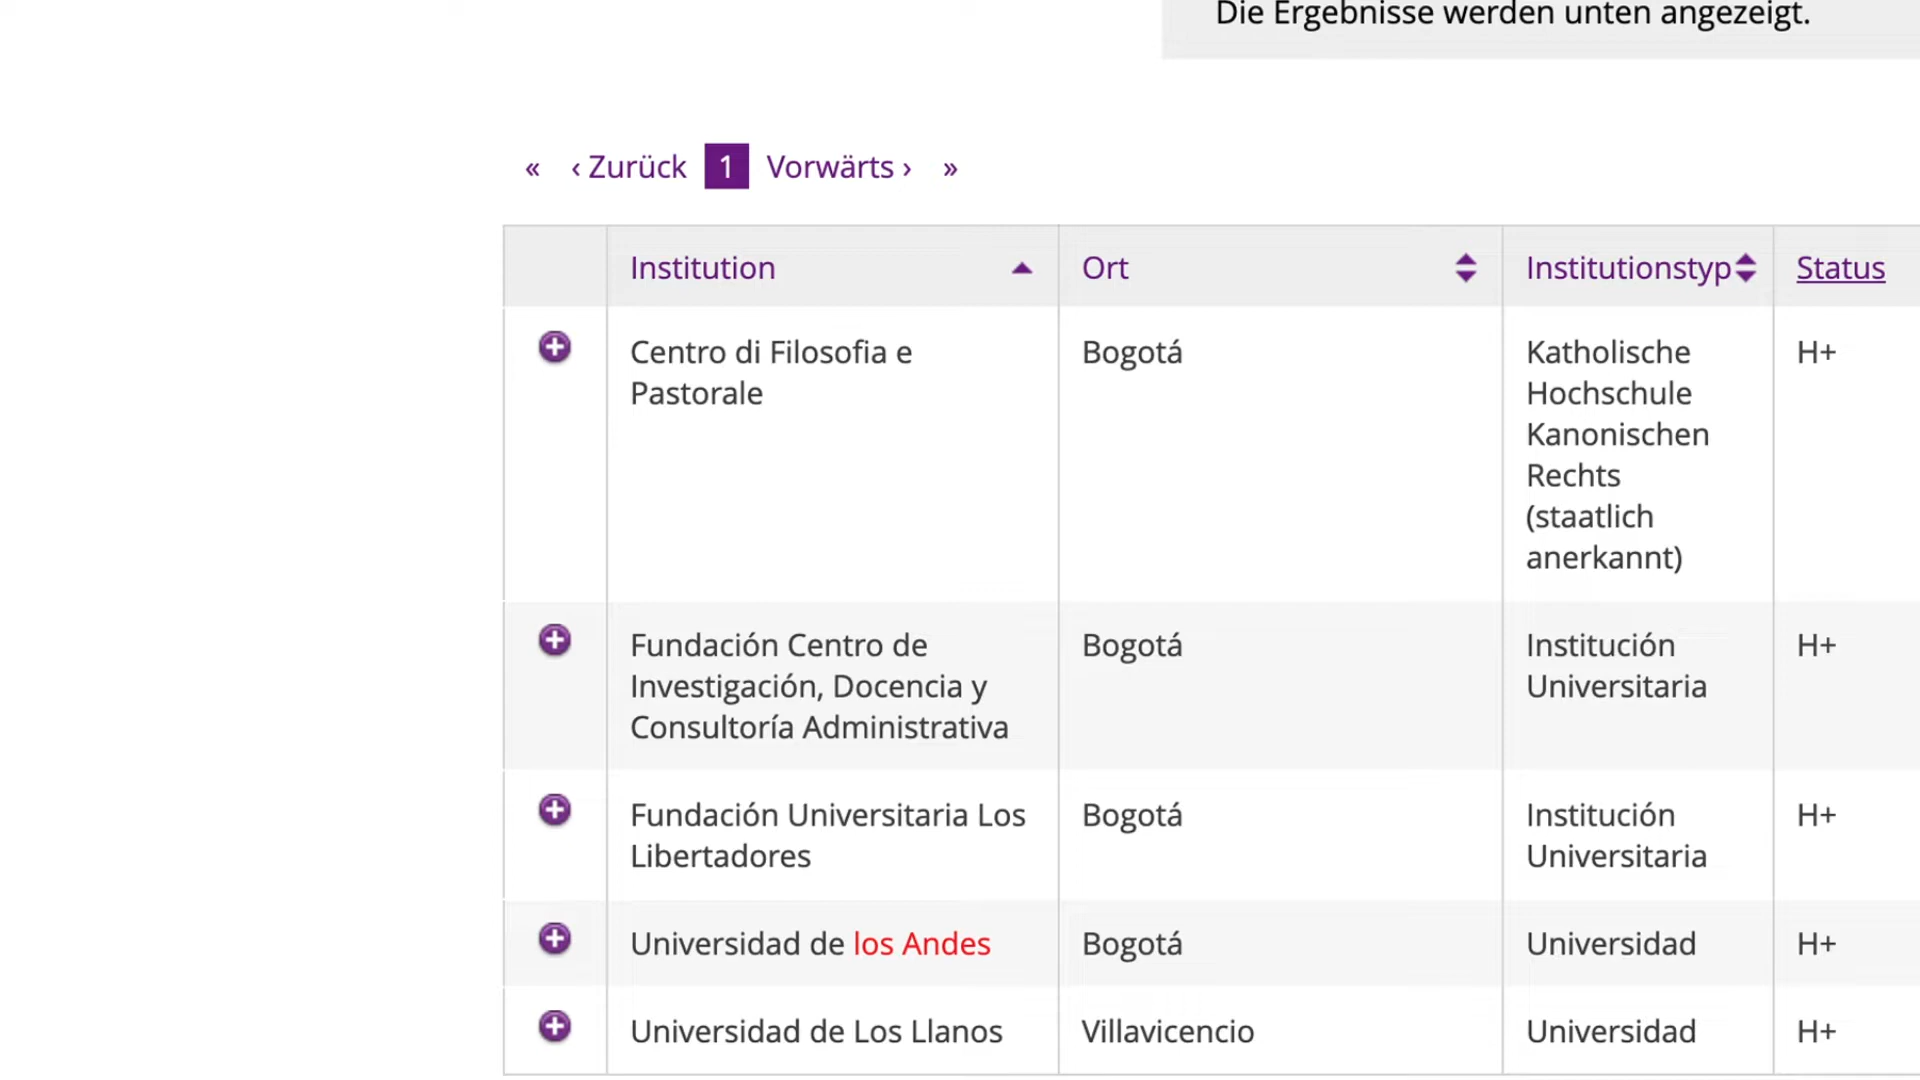 Die Ergebnisse werden unten angezeigt.
« ‹ Zurück 1 Vorwärts › »
Institution Ort Institutionstyp Status
Centro di Filosofia e
Pastorale
Bogotá
Katholische
Hochschule
Kanonischen
Rechts
(staatlich
anerkannt)
H+
Fundación Centro de
Investigación, Docencia y
Consultoría Administrativa
Bogotá
Institución
Universitaria
H+
Fundación Universitaria Los
Libertadores
Bogotá
Institución
Universitaria
H+
Universidad de los Andes
Bogotá
Universidad
H+
Universidad de Los Llanos
Villavicencio
Universidad
H+